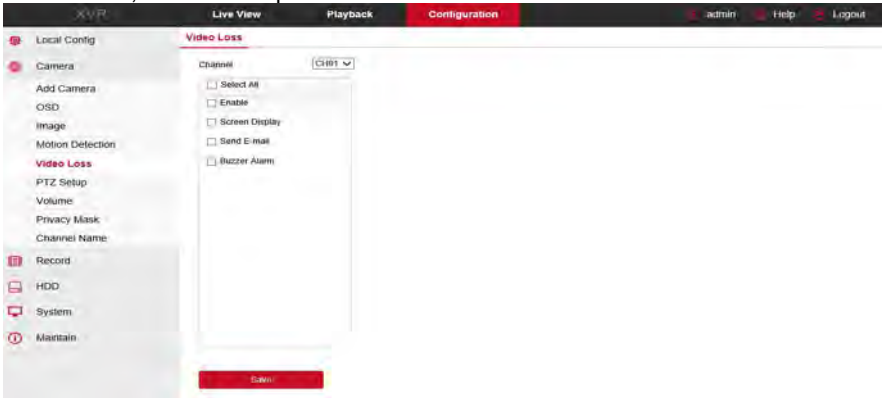 XVR Live View Playback Configuration admin Help Logout
Local Config
Video Loss
Camera
Channel CH01
Add Camera
Select All
OSD
Enable
Image
Screen Display
Motion Detection
Send E-mail
Video Loss
Buzzer Alarm
PTZ Setup
Volume
Privacy Mask
Channel Name
Record
HDD
System
Maintain
Save